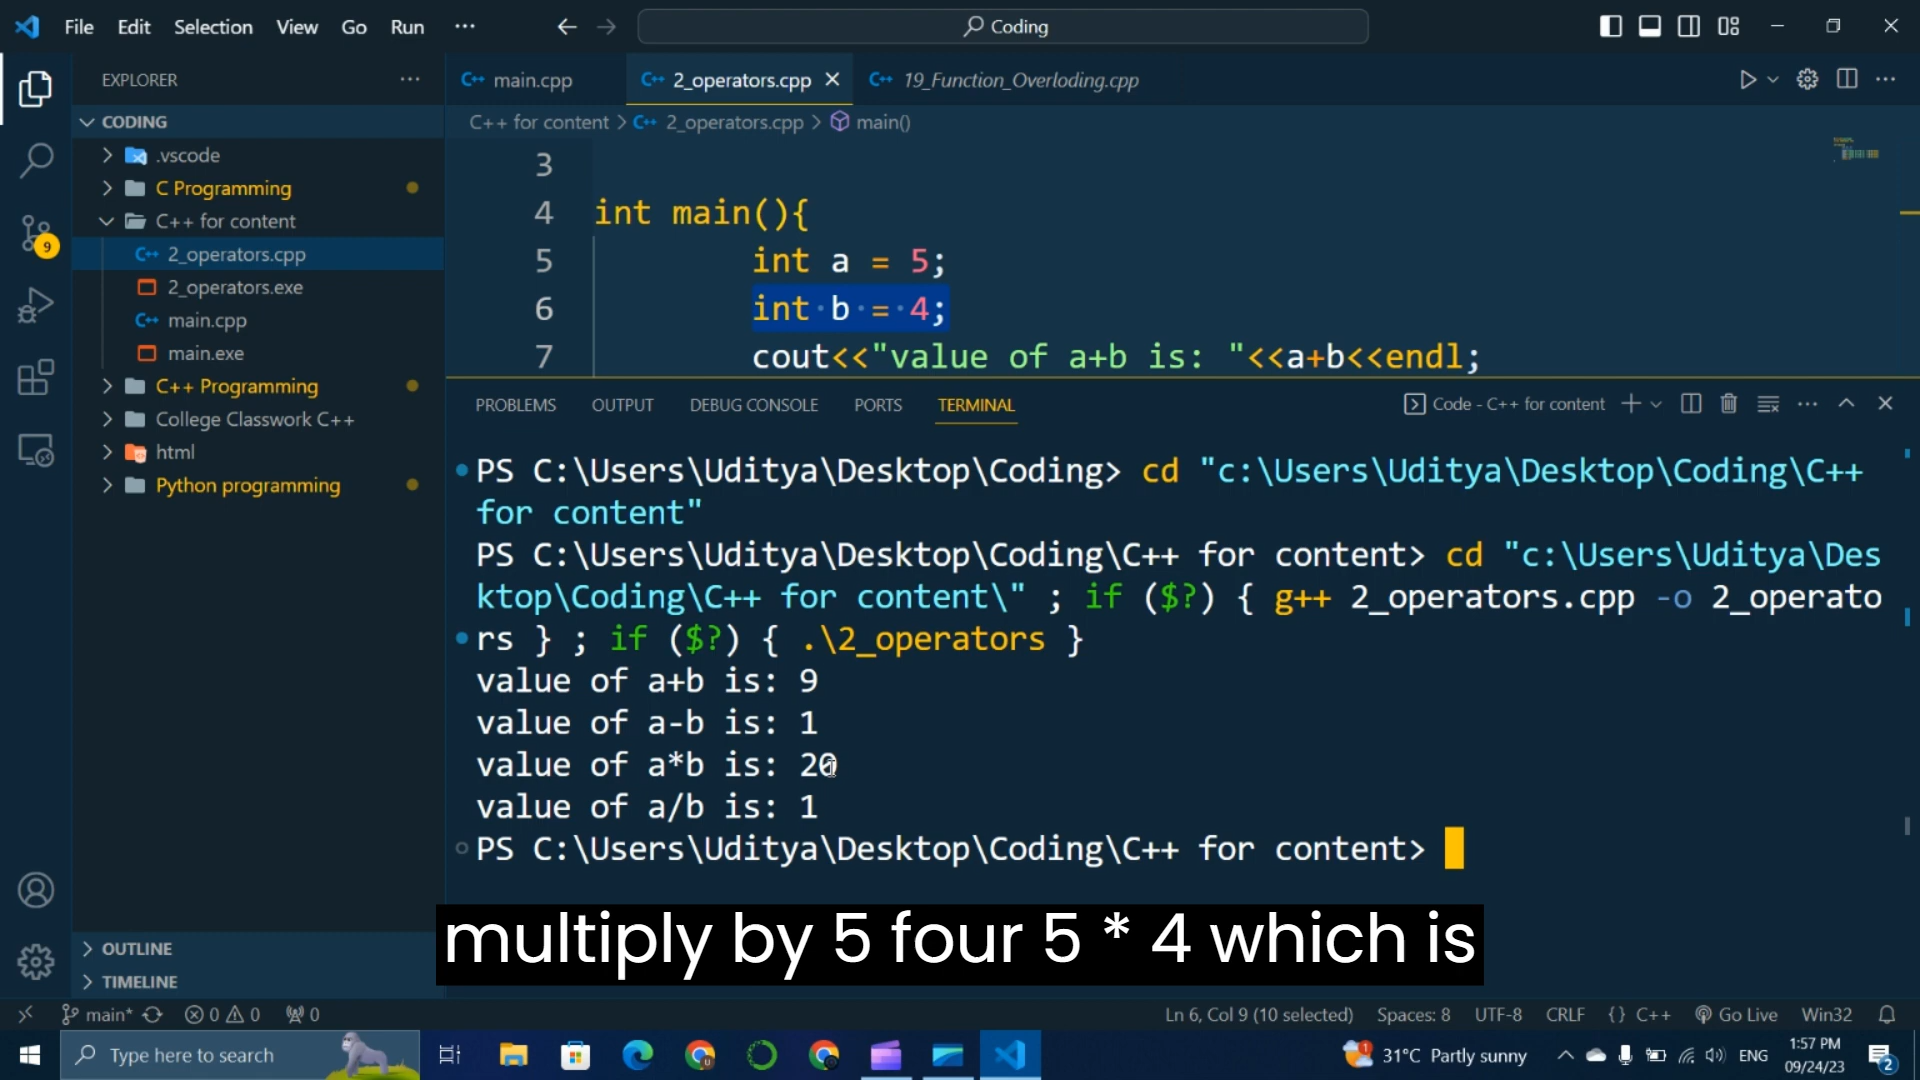 File Edit Selection View Go Run ···
Coding
EXPLORER ···
main.cpp
2_operators.cpp
19_Function_Overloding.cpp
CODING
C++ for content > 2_operators.cpp > main()
.vscode
C Programming
C++ for content
2_operators.cpp
2_operators.exe
main.cpp
main.exe
C++ Programming
College Classwork C++
html
Python programming
9
3
4 int main(){
5 int a = 5;
6 int b = 4;
7 cout<<"value of a+b is: "<<a+b<<endl;
PROBLEMS OUTPUT DEBUG CONSOLE PORTS TERMINAL
Code - C++ for content
PS C:\Users\Uditya\Desktop\Coding> cd "c:\Users\Uditya\Desktop\Coding\C++
for content"
PS C:\Users\Uditya\Desktop\Coding\C++ for content> cd "c:\Users\Uditya\Des
ktop\Coding\C++ for content\" ; if ($?) { g++ 2_operators.cpp -o 2_operato
rs } ; if ($?) { .\2_operators }
value of a+b is: 9
value of a-b is: 1
value of a*b is: 20
value of a/b is: 1
PS C:\Users\Uditya\Desktop\Coding\C++ for content>
multiply by 5 four 5 * 4 which is
OUTLINE
TIMELINE
main* 0 0 0
Ln 6, Col 9 (10 selected) Spaces: 8 UTF-8 CRLF {} C++ Go Live Win32
Type here to search
1
31°C Partly sunny
ENG
1:57 PM
09/24/23
2